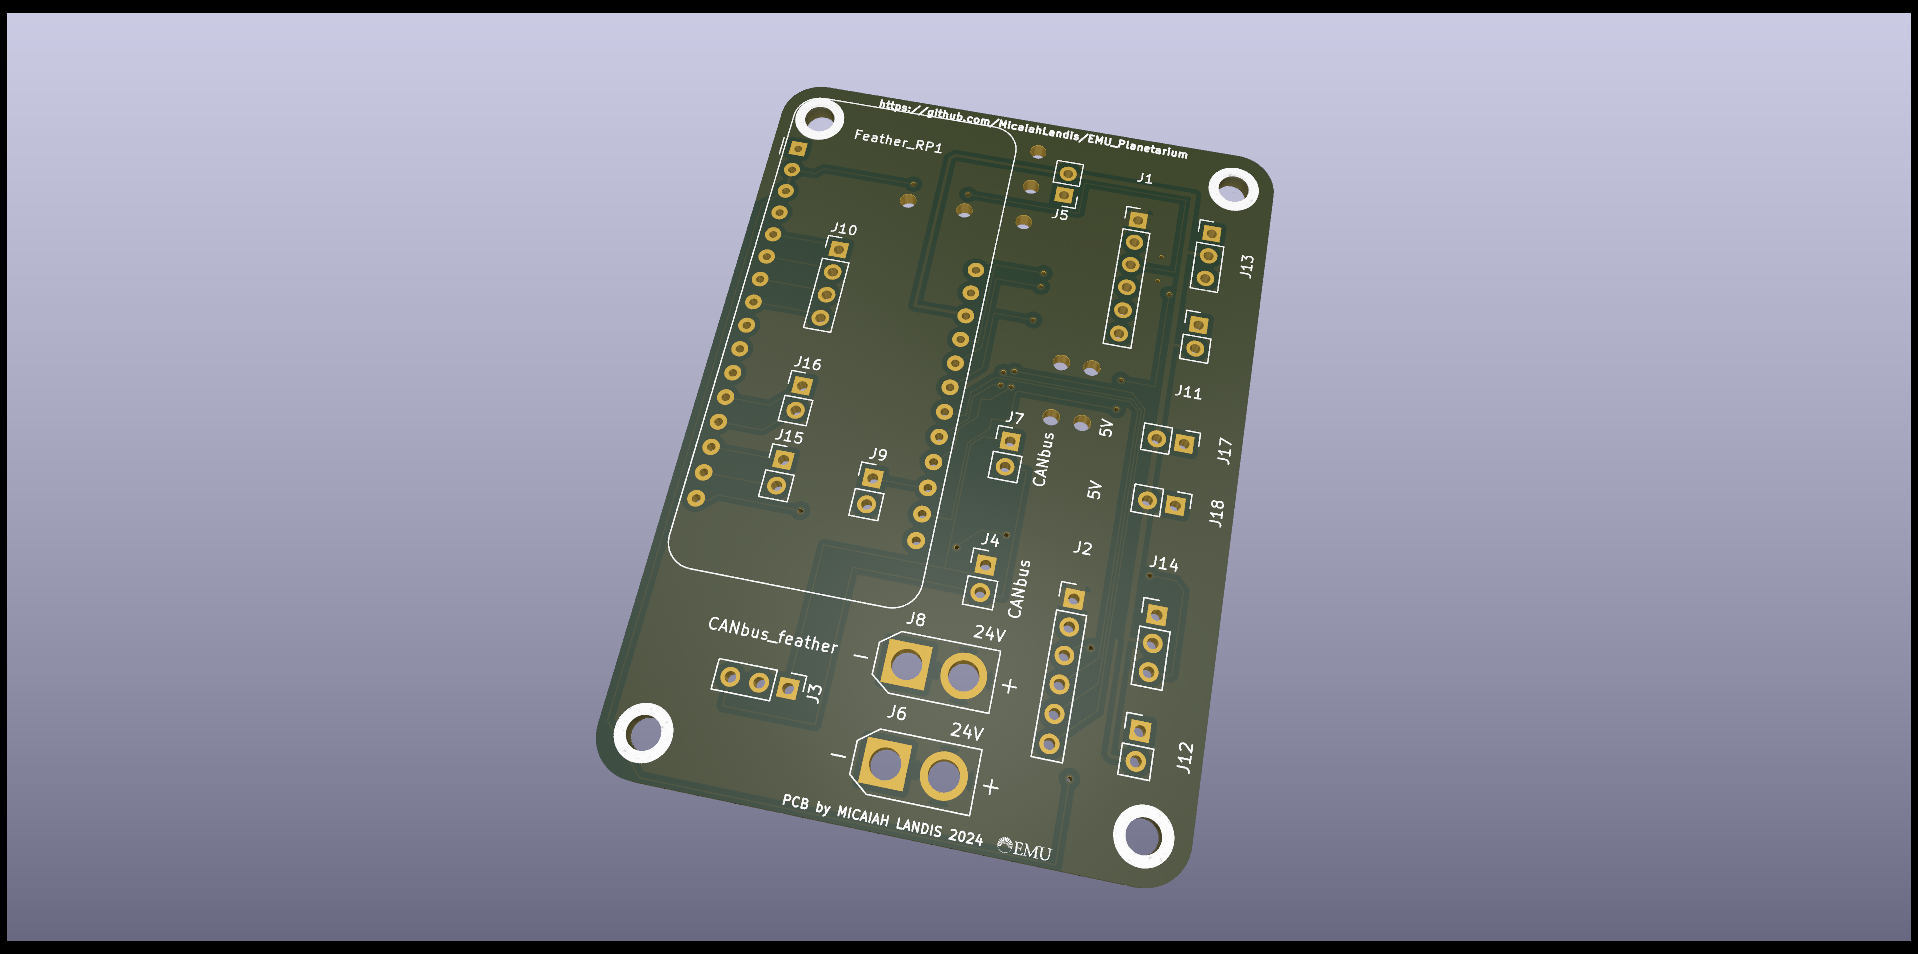 https://github.com/MicaiahLandis/EMU_Planetarium
Feather_RP1
J1
J5
J10
J13
J16
J11
J7
5V
CANbus
J15
J9
J17
5V
J18
J4
J2
CANbus
J14
J8
24V
CANbus_feather
−
+
J3
J6
24V
−
+
J12
PCB by MICAIAH LANDIS 2024
EMU